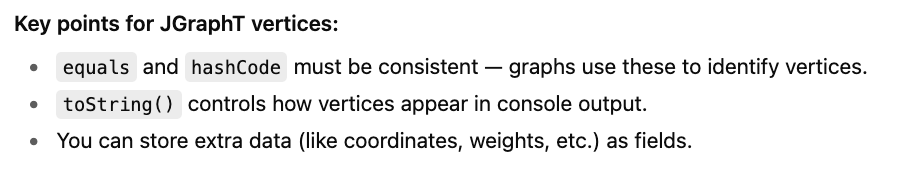 Key points for JGraphT vertices:
• equals and hashCode must be consistent — graphs use these to identify vertices.
• toString() controls how vertices appear in console output.
• You can store extra data (like coordinates, weights, etc.) as fields.